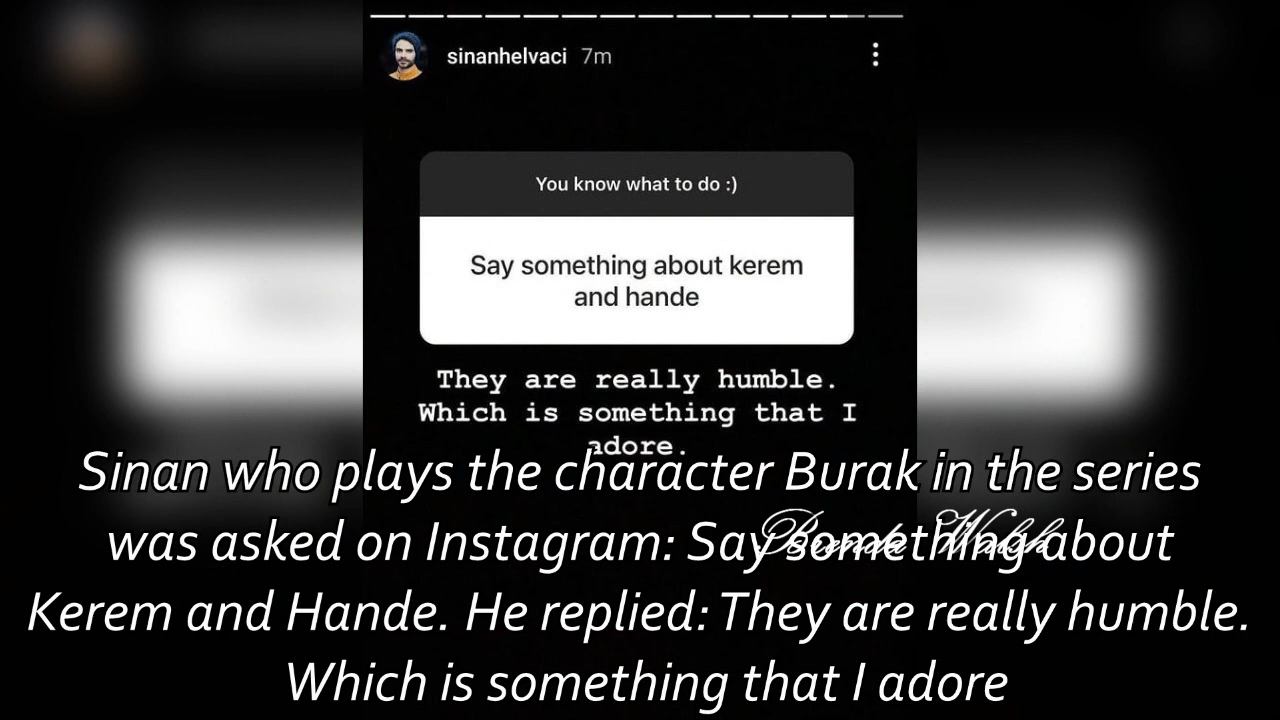 sinanhelvaci 7m
You know what to do :)
Say something about kerem
and hande
They are really humble.
Which is something that I
adore.
Sinan who plays the character Burak in the series
was asked on Instagram: Say something about
Brenda Walsh
Kerem and Hande. He replied: They are really humble.
Which is something that I adore